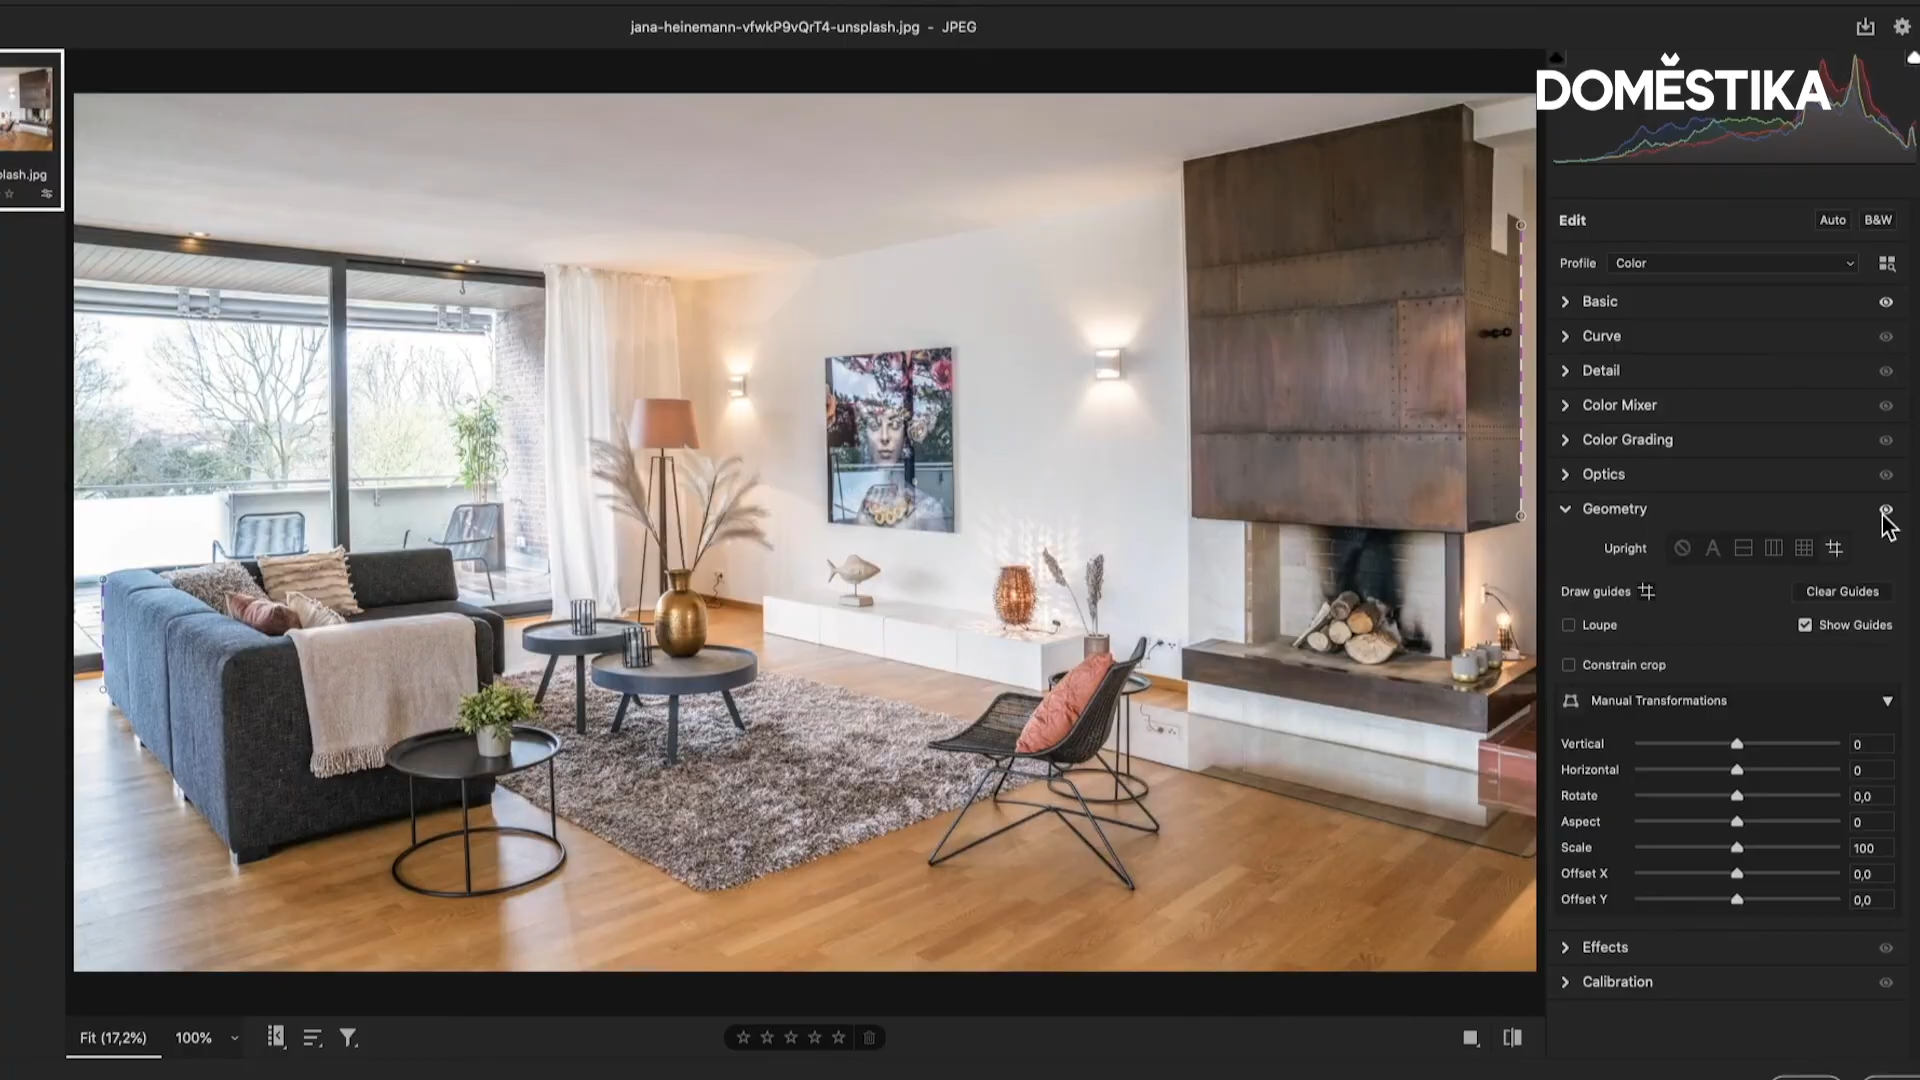 jana-heinemann-vfwkP9vQrT4-unsplash.jpg - JPEG
DOMĚSTIKA
lash.jpg
Edit
Auto
B&W
Profile
Color
Basic
Curve
Detail
Color Mixer
Color Grading
Optics
Geometry
Upright
A
Draw guides
Clear Guides
Loupe
Show Guides
Constrain crop
Manual Transformations
Vertical 0
Horizontal 0
Rotate 0,0
Aspect 0
Scale 100
Offset X 0,0
Offset Y 0,0
Effects
Calibration
Fit (17,2%)
100%